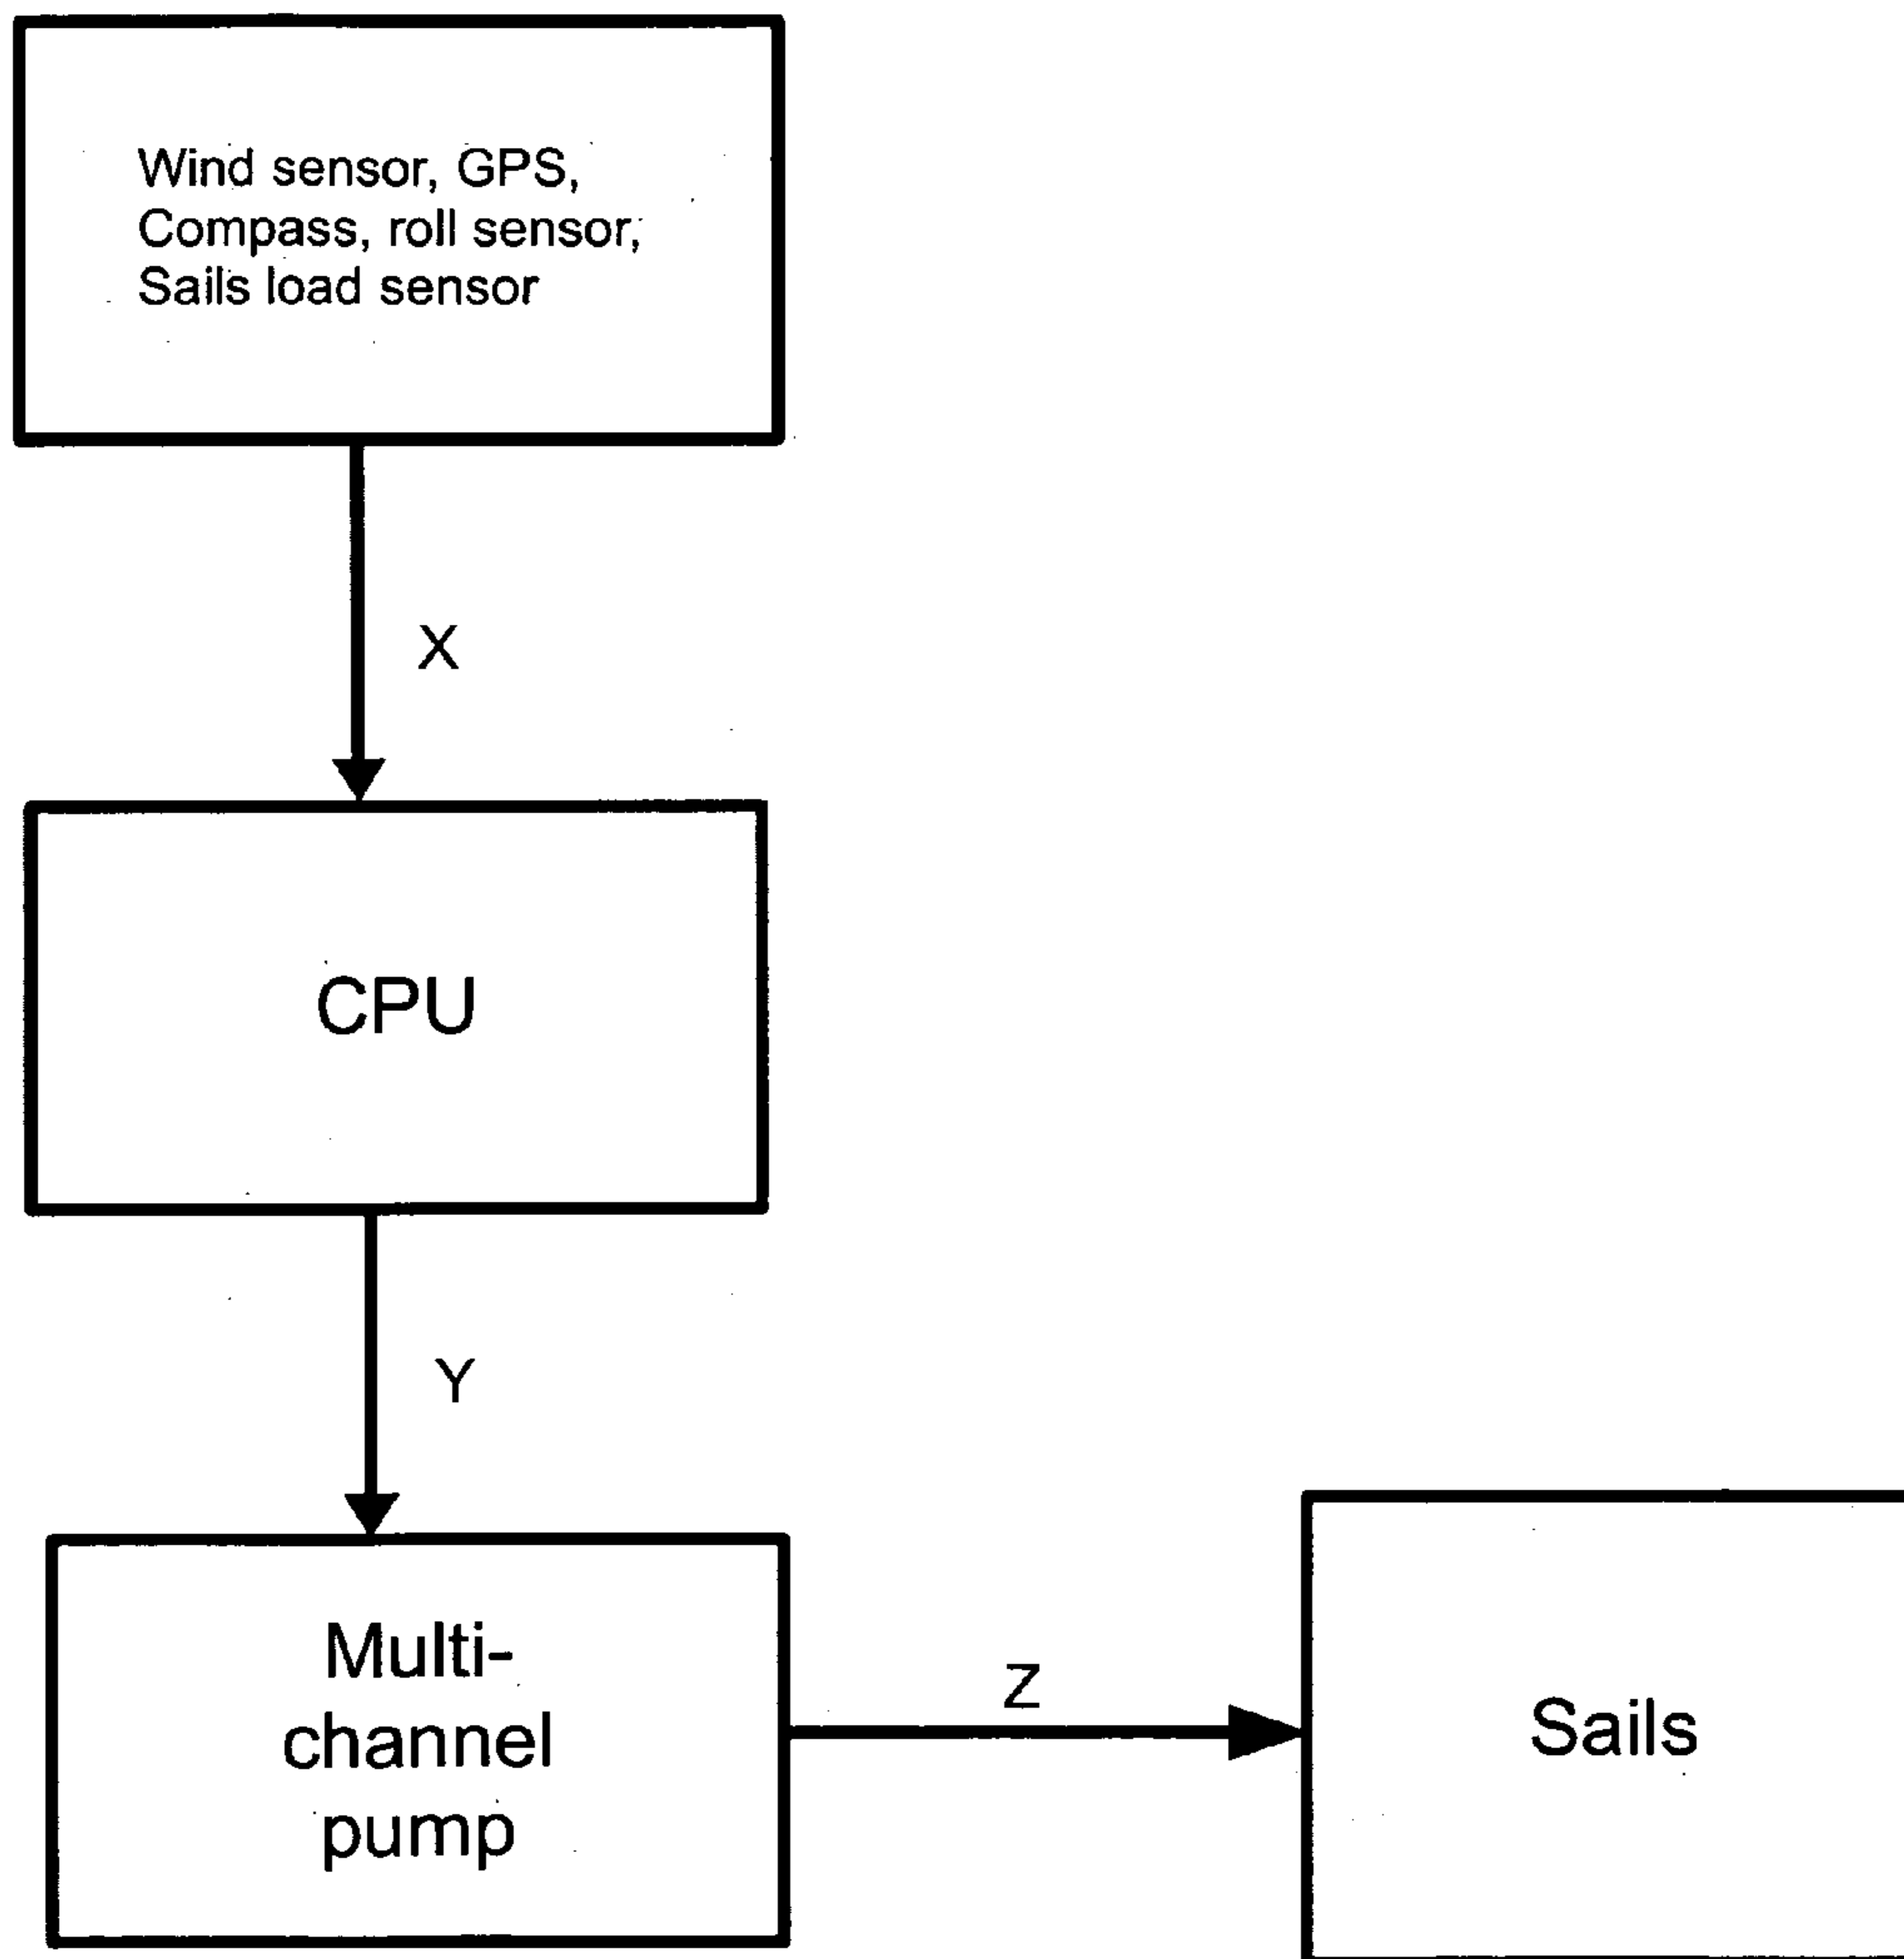 Wind sensor, GPS,
Compass, roll sensor,
Sails load sensor
X
CPU
Y
Multi-
channel
pump
Z
Sails